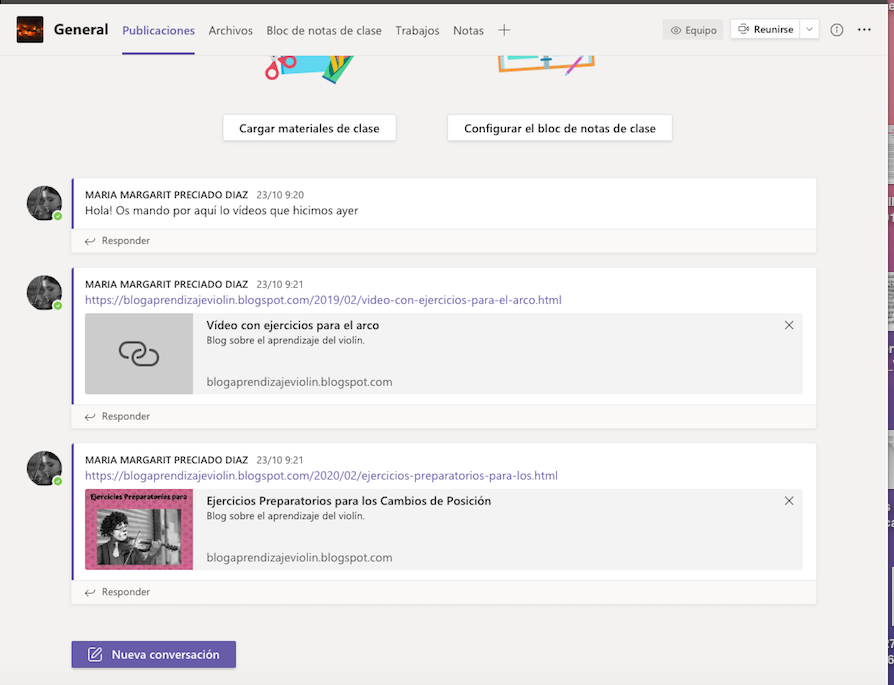 General
Publicaciones
Archivos
Bloc de notas de clase
Trabajos
Notas
Equipo
Reunirse
Cargar materiales de clase
Configurar el bloc de notas de clase
MARIA MARGARIT PRECIADO DIAZ 23/10 9:20
Hola! Os mando por aquí lo vídeos que hicimos ayer
Responder
MARIA MARGARIT PRECIADO DIAZ 23/10 9:21
https://blogaprendizajeviolin.blogspot.com/2019/02/video-con-ejercicios-para-el-arco.html
Vídeo con ejercicios para el arco
Blog sobre el aprendizaje del violín.
blogaprendizajeviolin.blogspot.com
Responder
MARIA MARGARIT PRECIADO DIAZ 23/10 9:21
https://blogaprendizajeviolin.blogspot.com/2020/02/ejercicios-preparatorios-para-los.html
Ejercicios Preparatorios para
Ejercicios Preparatorios para los Cambios de Posición
Blog sobre el aprendizaje del violín.
blogaprendizajeviolin.blogspot.com
Responder
Nueva conversación